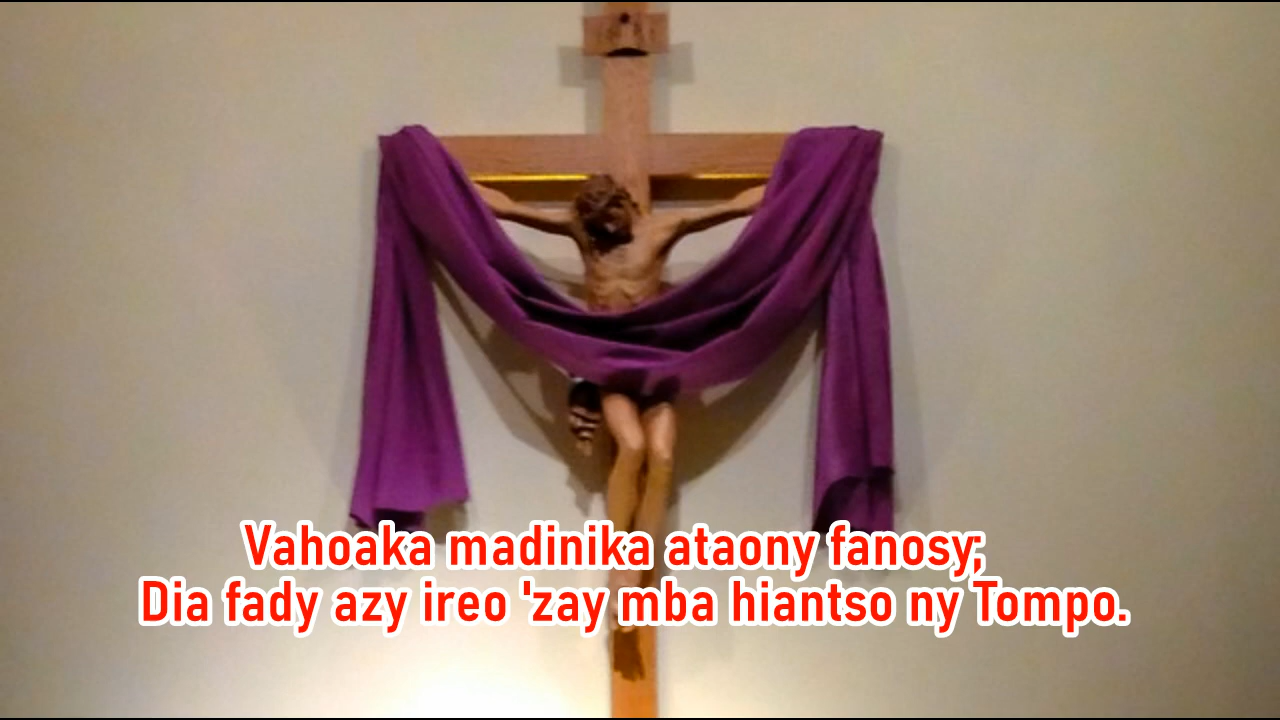 Vahoaka madinika ataony fanosy;
Dia fady azy ireo 'zay mba hiantso ny Tompo.